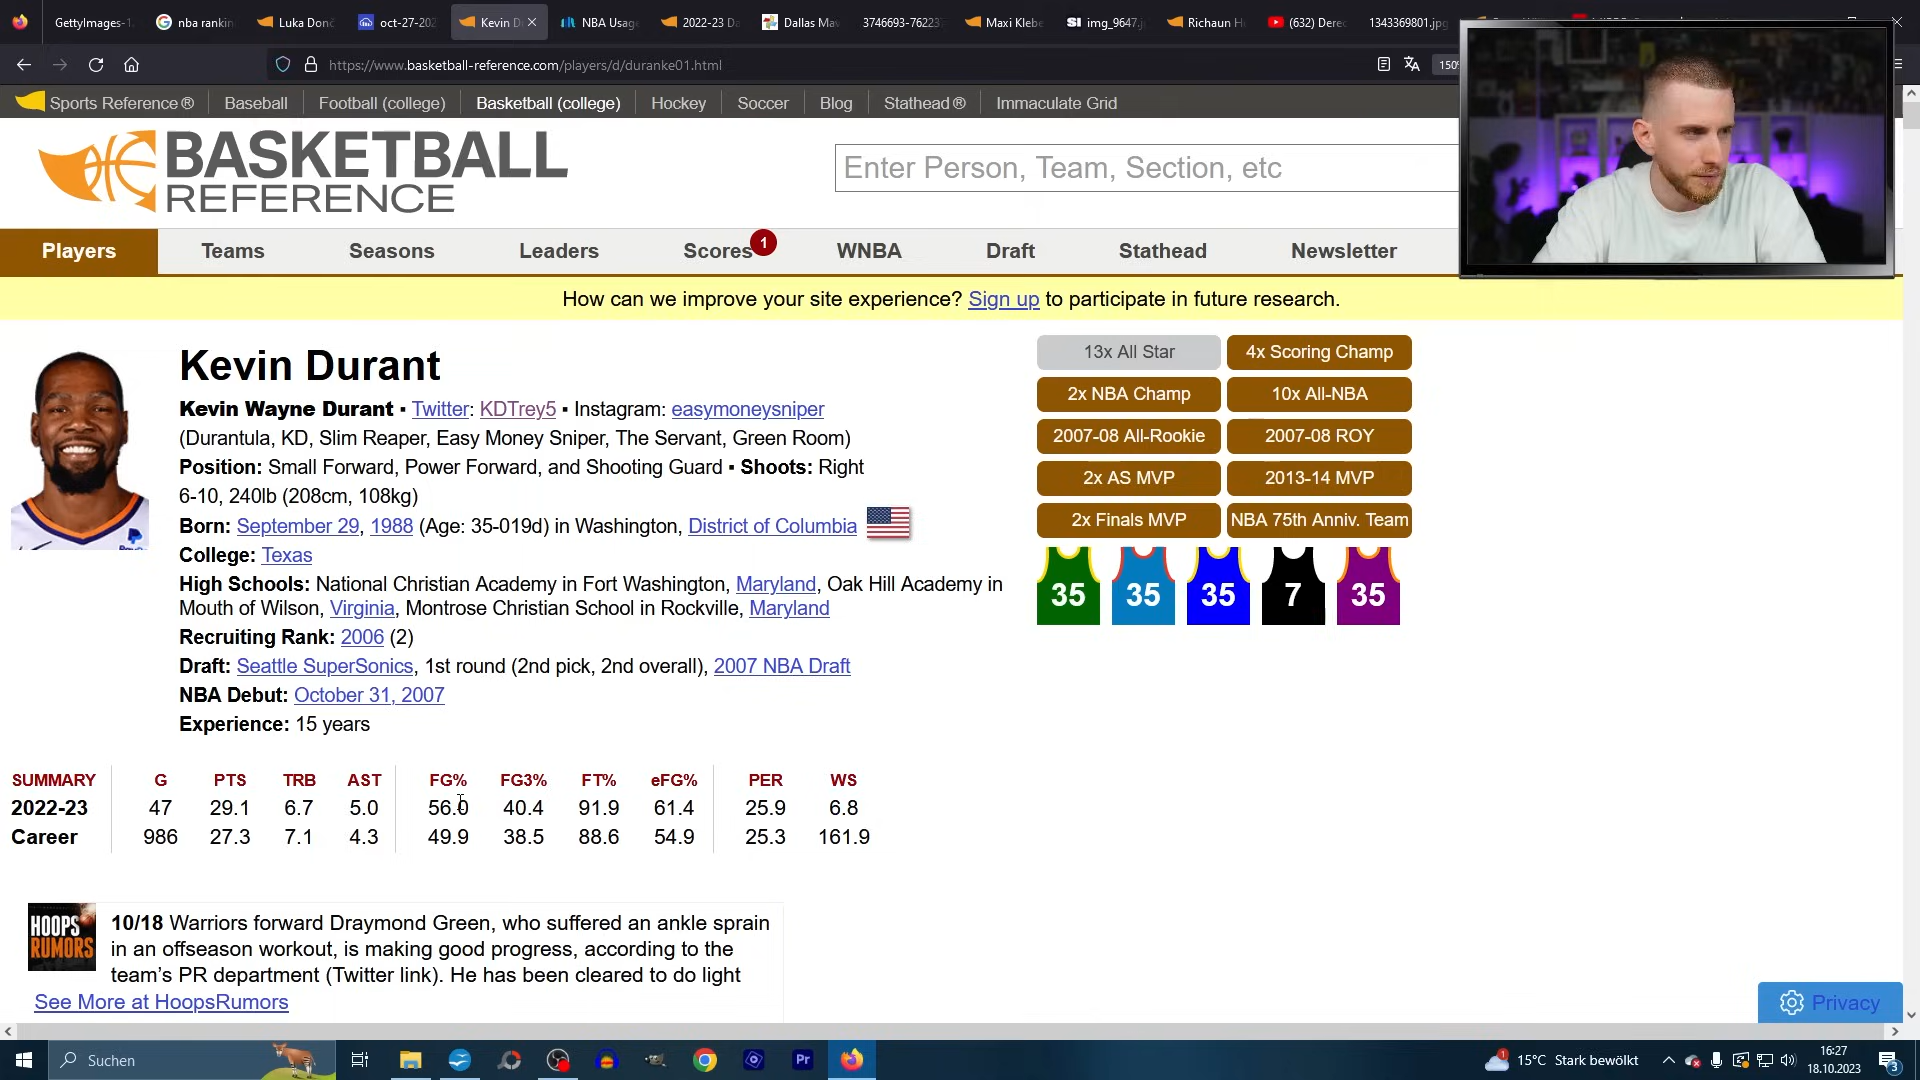 GettyImages-1
nba rankin
Luka Donč
oct-27-202
Kevin D
NBA Usag
2022-23 Da
Dallas Mav
3746693-76223
Maxi Klebe
SI img_9647.j
Richaun H
(632) Derec
1343369801.jpg
https://www.basketball-reference.com/players/d/duranke01.html
150%
Sports Reference ®
Baseball
Football (college)
Basketball (college)
Hockey
Soccer
Blog
Stathead ®
Immaculate Grid
BASKETBALL
REFERENCE
Enter Person, Team, Section, etc
Players
Teams
Seasons
Leaders
Scores
1
WNBA
Draft
Stathead
Newsletter
How can we improve your site experience? Sign up to participate in future research.
Kevin Durant
Kevin Wayne Durant ▪ Twitter: KDTrey5 ▪ Instagram: easymoneysniper
(Durantula, KD, Slim Reaper, Easy Money Sniper, The Servant, Green Room)
Position: Small Forward, Power Forward, and Shooting Guard ▪ Shoots: Right
6-10, 240lb (208cm, 108kg)
Born: September 29, 1988 (Age: 35-019d) in Washington, District of Columbia
College: Texas
High Schools: National Christian Academy in Fort Washington, Maryland, Oak Hill Academy in
Mouth of Wilson, Virginia, Montrose Christian School in Rockville, Maryland
Recruiting Rank: 2006 (2)
Draft: Seattle SuperSonics, 1st round (2nd pick, 2nd overall), 2007 NBA Draft
NBA Debut: October 31, 2007
Experience: 15 years
13x All Star
4x Scoring Champ
2x NBA Champ
10x All-NBA
2007-08 All-Rookie
2007-08 ROY
2x AS MVP
2013-14 MVP
2x Finals MVP
NBA 75th Anniv. Team
35
35
35
7
35
SUMMARY G PTS TRB AST FG% FG3% FT% eFG% PER WS
2022-23 47 29.1 6.7 5.0 56.0 40.4 91.9 61.4 25.9 6.8
Career 986 27.3 7.1 4.3 49.9 38.5 88.6 54.9 25.3 161.9
HOOPS
RUMORS
10/18 Warriors forward Draymond Green, who suffered an ankle sprain
in an offseason workout, is making good progress, according to the
team's PR department (Twitter link). He has been cleared to do light
See More at HoopsRumors
Privacy
Suchen
Pr
1
15°C Stark bewölkt
16:27
18.10.2023
3